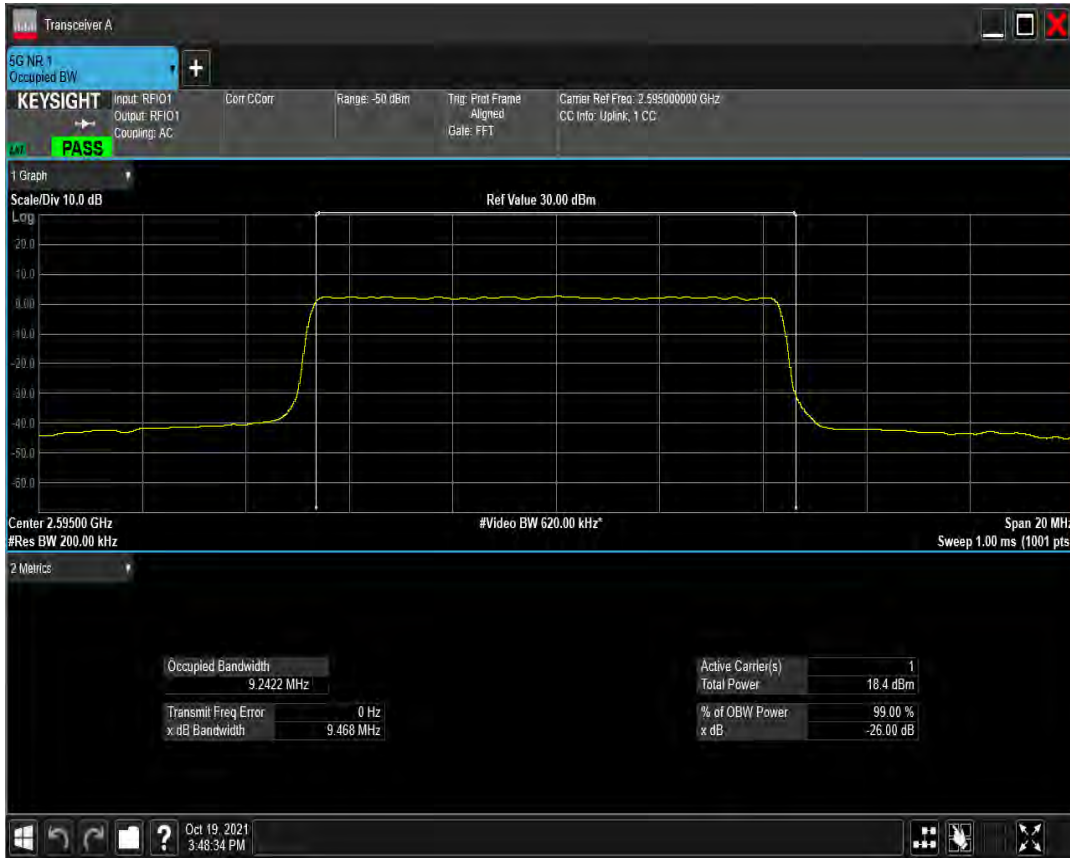 Transceiver A
5G NR 1
Occupied BW
+
KEYSIGHT
Input: RFIO1
Output: RFIO1
Coupling: AC
Corr CCorr
Range: -50 dBm
Trig: Prot Frame
Aligned
Gate: FFT
Carrier Ref Freq: 2.595000000 GHz
CC Info: Uplink, 1 CC
PASS
1 Graph
Scale/Div 10.0 dB
Ref Value 30.00 dBm
Log
20.0
10.0
0.00
-10.0
-20.0
-30.0
-40.0
-50.0
-60.0
Center 2.59500 GHz
#Video BW 620.00 kHz*
Span 20 MHz
#Res BW 200.00 kHz
Sweep 1.00 ms (1001 pts
2 Metrics
Occupied Bandwidth
9.2422 MHz
Transmit Freq Error 0 Hz
x dB Bandwidth 9.468 MHz
Active Carrier(s) 1
Total Power 18.4 dBm
% of OBW Power 99.00 %
x dB -26.00 dB
?
Oct 19, 2021
3:48:34 PM